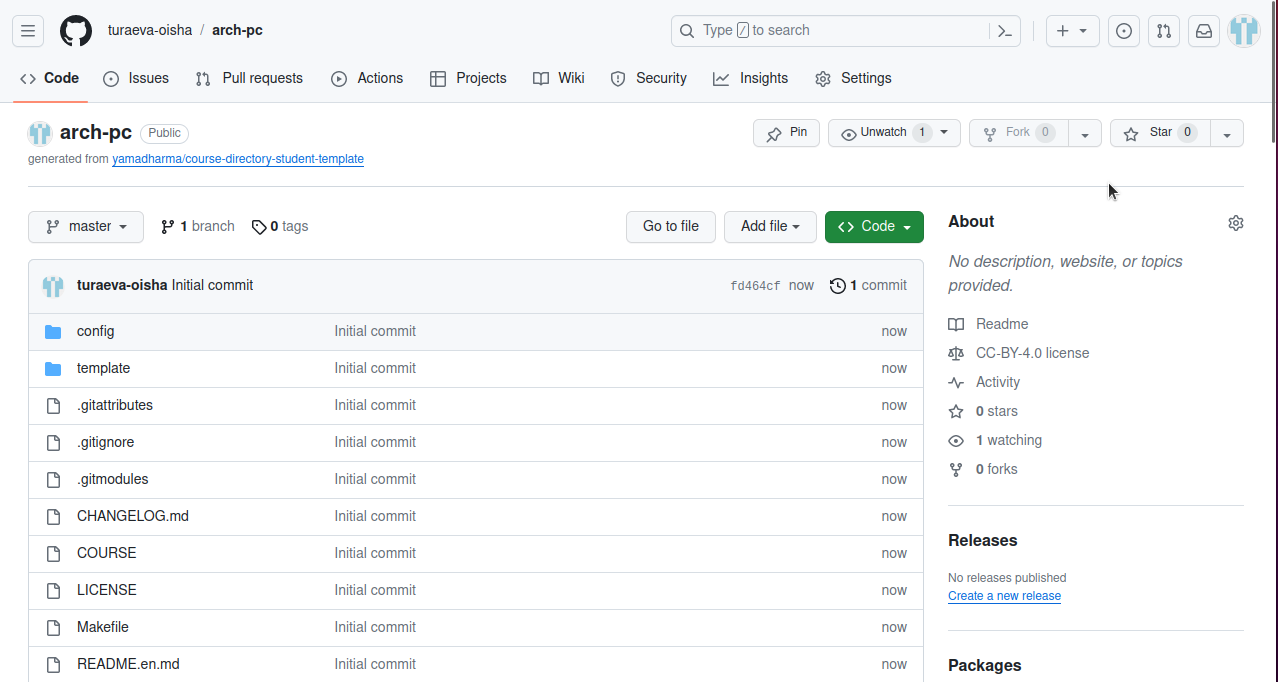 turaeva-oisha / arch-pc
Type / to search
Code Issues Pull requests Actions Projects Wiki Security Insights Settings
arch-pc Public
Pin Unwatch 1 Fork 0 Star 0
generated from yamadharma/course-directory-student-template
master 1 branch 0 tags Go to file Add file Code
turaeva-oisha Initial commit fd464cf now 1 commit
config Initial commit now
template Initial commit now
.gitattributes Initial commit now
.gitignore Initial commit now
.gitmodules Initial commit now
CHANGELOG.md Initial commit now
COURSE Initial commit now
LICENSE Initial commit now
Makefile Initial commit now
README.en.md Initial commit now
About
No description, website, or topics
provided.
Readme
CC-BY-4.0 license
Activity
0 stars
1 watching
0 forks
Releases
No releases published
Create a new release
Packages